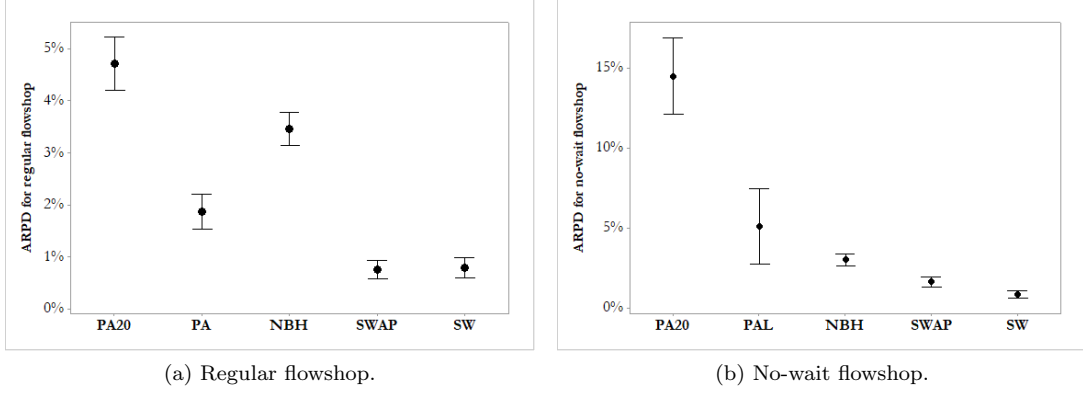 ARPD for regular flowshop
5%
4%
3%
2%
1%
0%
PA20 PA NBH SWAP SW
(a) Regular flowshop.
ARPD for no-wait flowshop
15%
10%
5%
0%
PA20 PAL NBH SWAP SW
(b) No-wait flowshop.